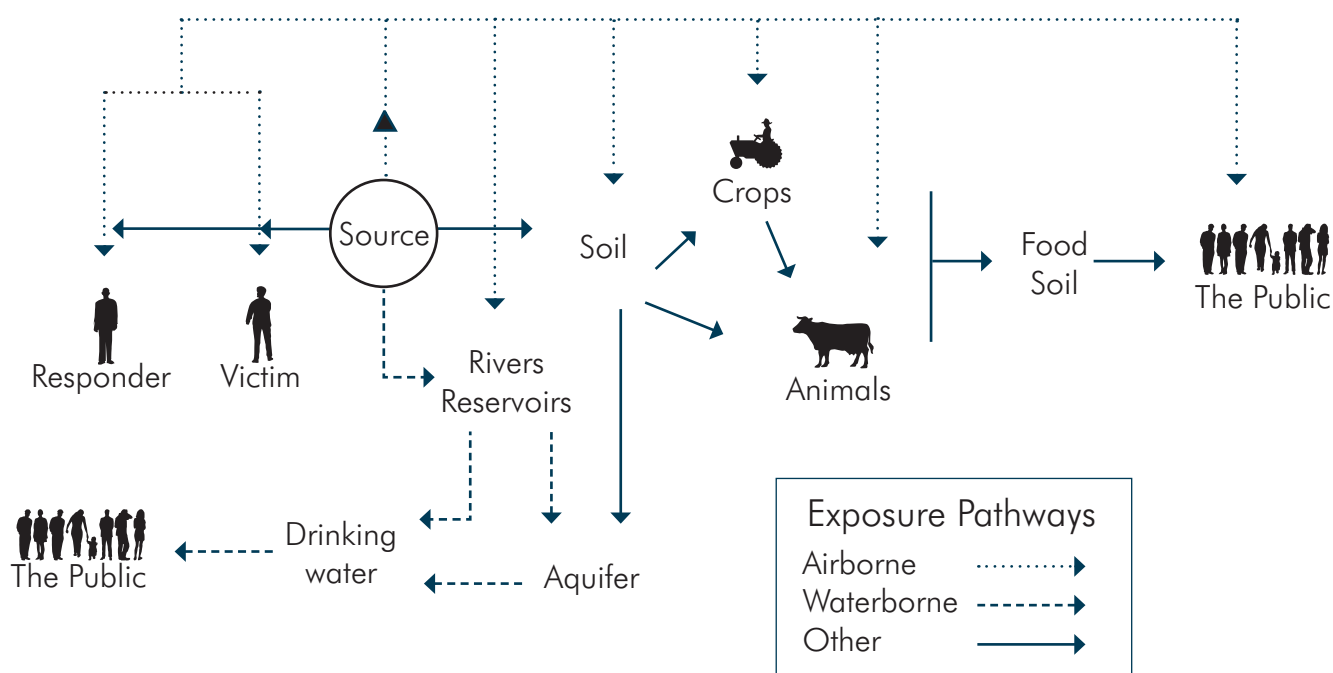 Crops
Source
Soil
Food
Soil
The Public
Responder
Victim
Rivers
Reservoirs
Animals
Drinking
water
The Public
Aquifer
Exposure Pathways
Airborne
Waterborne
Other